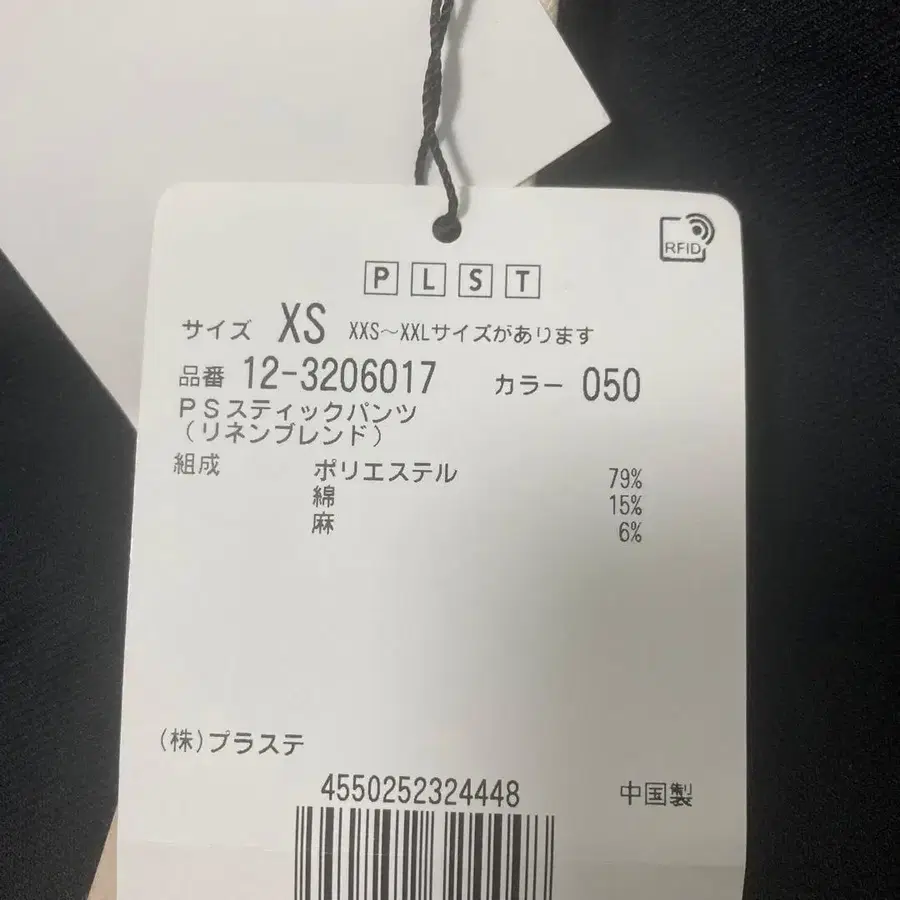 RFID
PLST
サイズ XS XXS～XXLサイズがあります
品番 12-3206017 カラー 050
PSスティックパンツ
（リネンブレンド）
組成 ポリエステル 79%
綿 15%
麻 6%
(株)プラステ
4550252324448 中国製